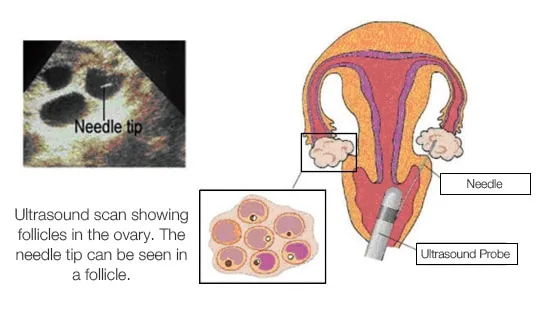 Needle tip
Ultrasound scan showing
follicles in the ovary. The
needle tip can be seen in
a follicle.
Needle
Ultrasound Probe